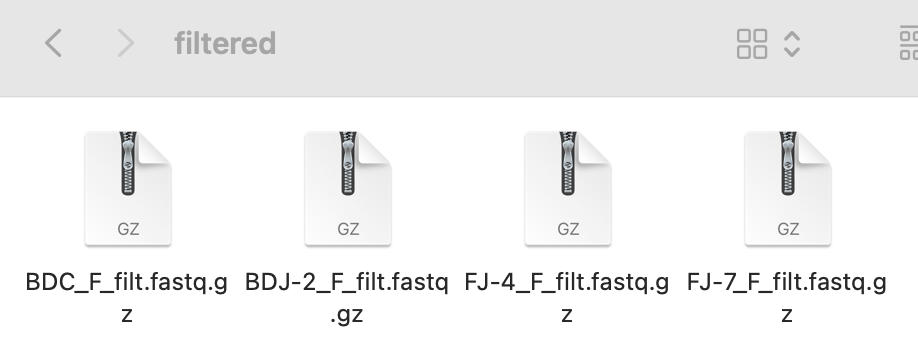 filtered
GZ
GZ
GZ
GZ
BDC_F_filt.fastq.g
z
BDJ-2_F_filt.fastq
.gz
FJ-4_F_filt.fastq.g
z
FJ-7_F_filt.fastq.g
z